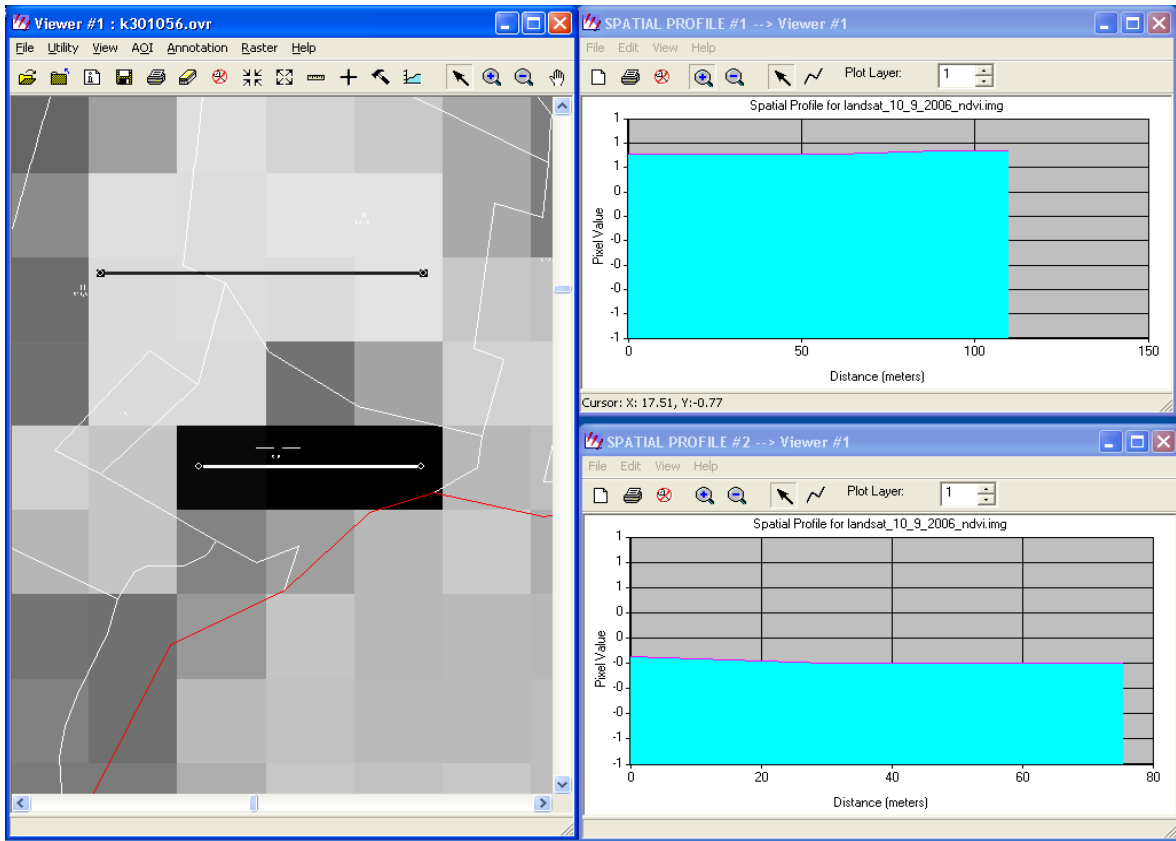 Viewer #1 : k301056.ovr
File Utility View AOI Annotation Raster Help
SPATIAL PROFILE #1 --> Viewer #1
File Edit View Help
Plot Layer: 1
Spatial Profile for landsat_10_9_2006_ndvi.img
1
1
1
0
0
-0
-0
-0
-1
-1
Pixel Value
0 50 100 150
Distance (meters)
Cursor: X: 17.51, Y:-0.77
SPATIAL PROFILE #2 --> Viewer #1
File Edit View Help
Plot Layer: 1
Spatial Profile for landsat_10_9_2006_ndvi.img
1
1
1
0
0
-0
-0
-0
-1
-1
Pixel Value
0 20 40 60 80
Distance (meters)